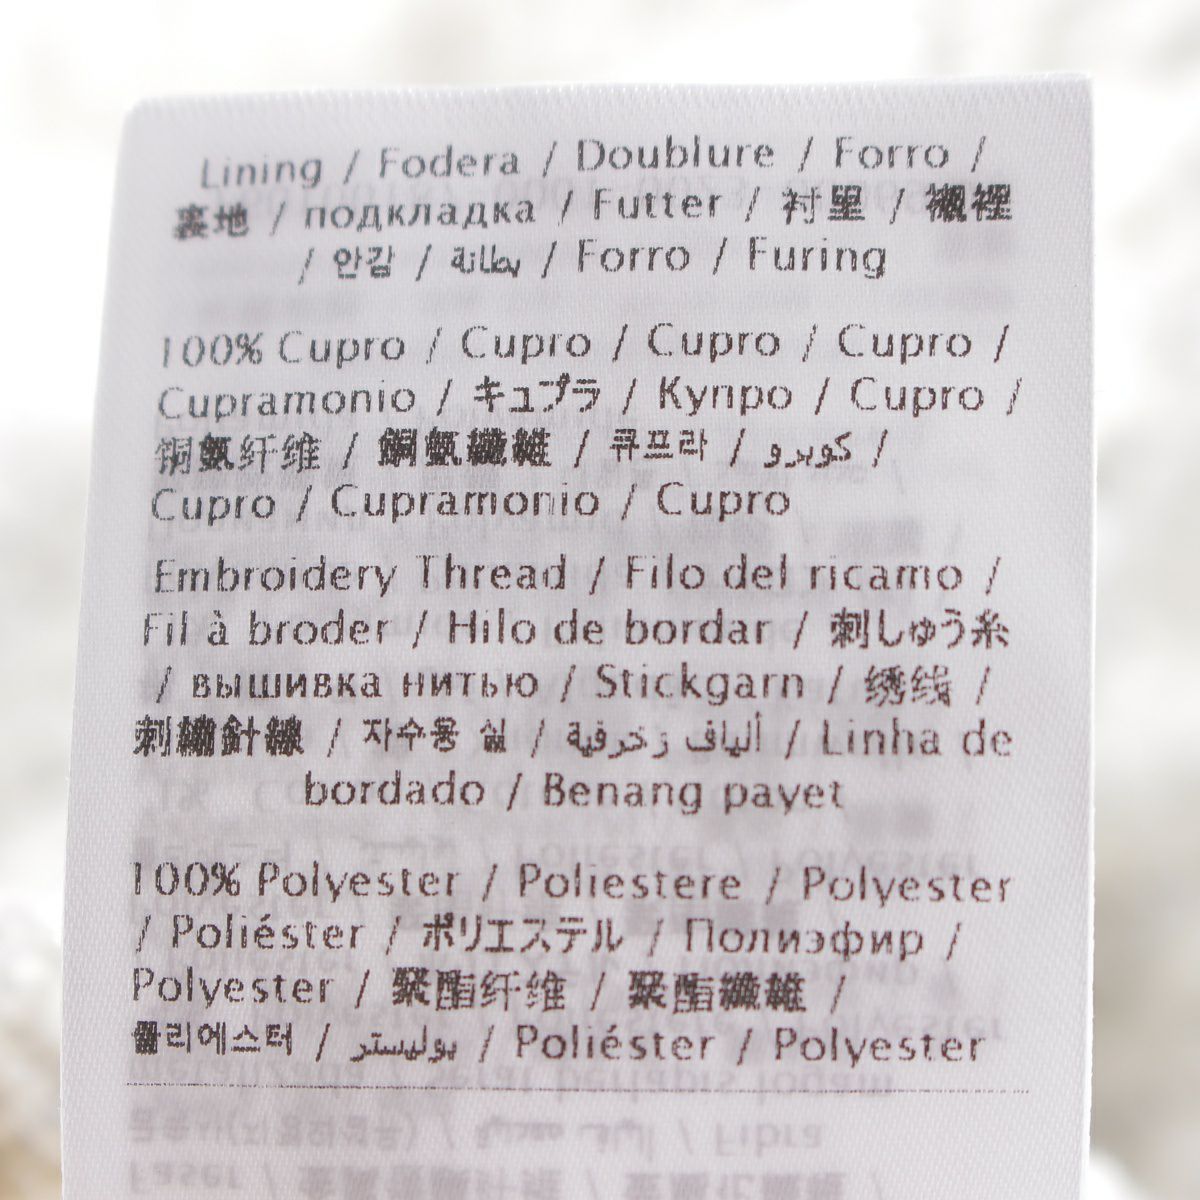 Lining / Fodera / Doublure / Forro /
裏地 / подкладка / Futter / 衬里 / 襯裡
/ 안감 / بطانة / Forro / Furing
100% Cupro / Cupro / Cupro / Cupro /
Cupramonio / キュプラ / Купро / Cupro /
铜氨纤维 / 銅氨纖維 / 큐프라 / كوبرو /
Cupro / Cupramonio / Cupro
Embroidery Thread / Filo del ricamo /
Fil à broder / Hilo de bordar / 刺しゅう糸
/ вышивка нитью / Stickgarn / 绣线 /
刺繡針線 / 자수용 실 / ألياف زخرفية / Linha de
bordado / Benang payet
100% Polyester / Poliestere / Polyester
/ Poliéster / ポリエステル / Полиэфир /
Polyester / 聚酯纤维 / 聚酯纖維 /
폴리에스터 / بوليستر / Poliéster / Polyester